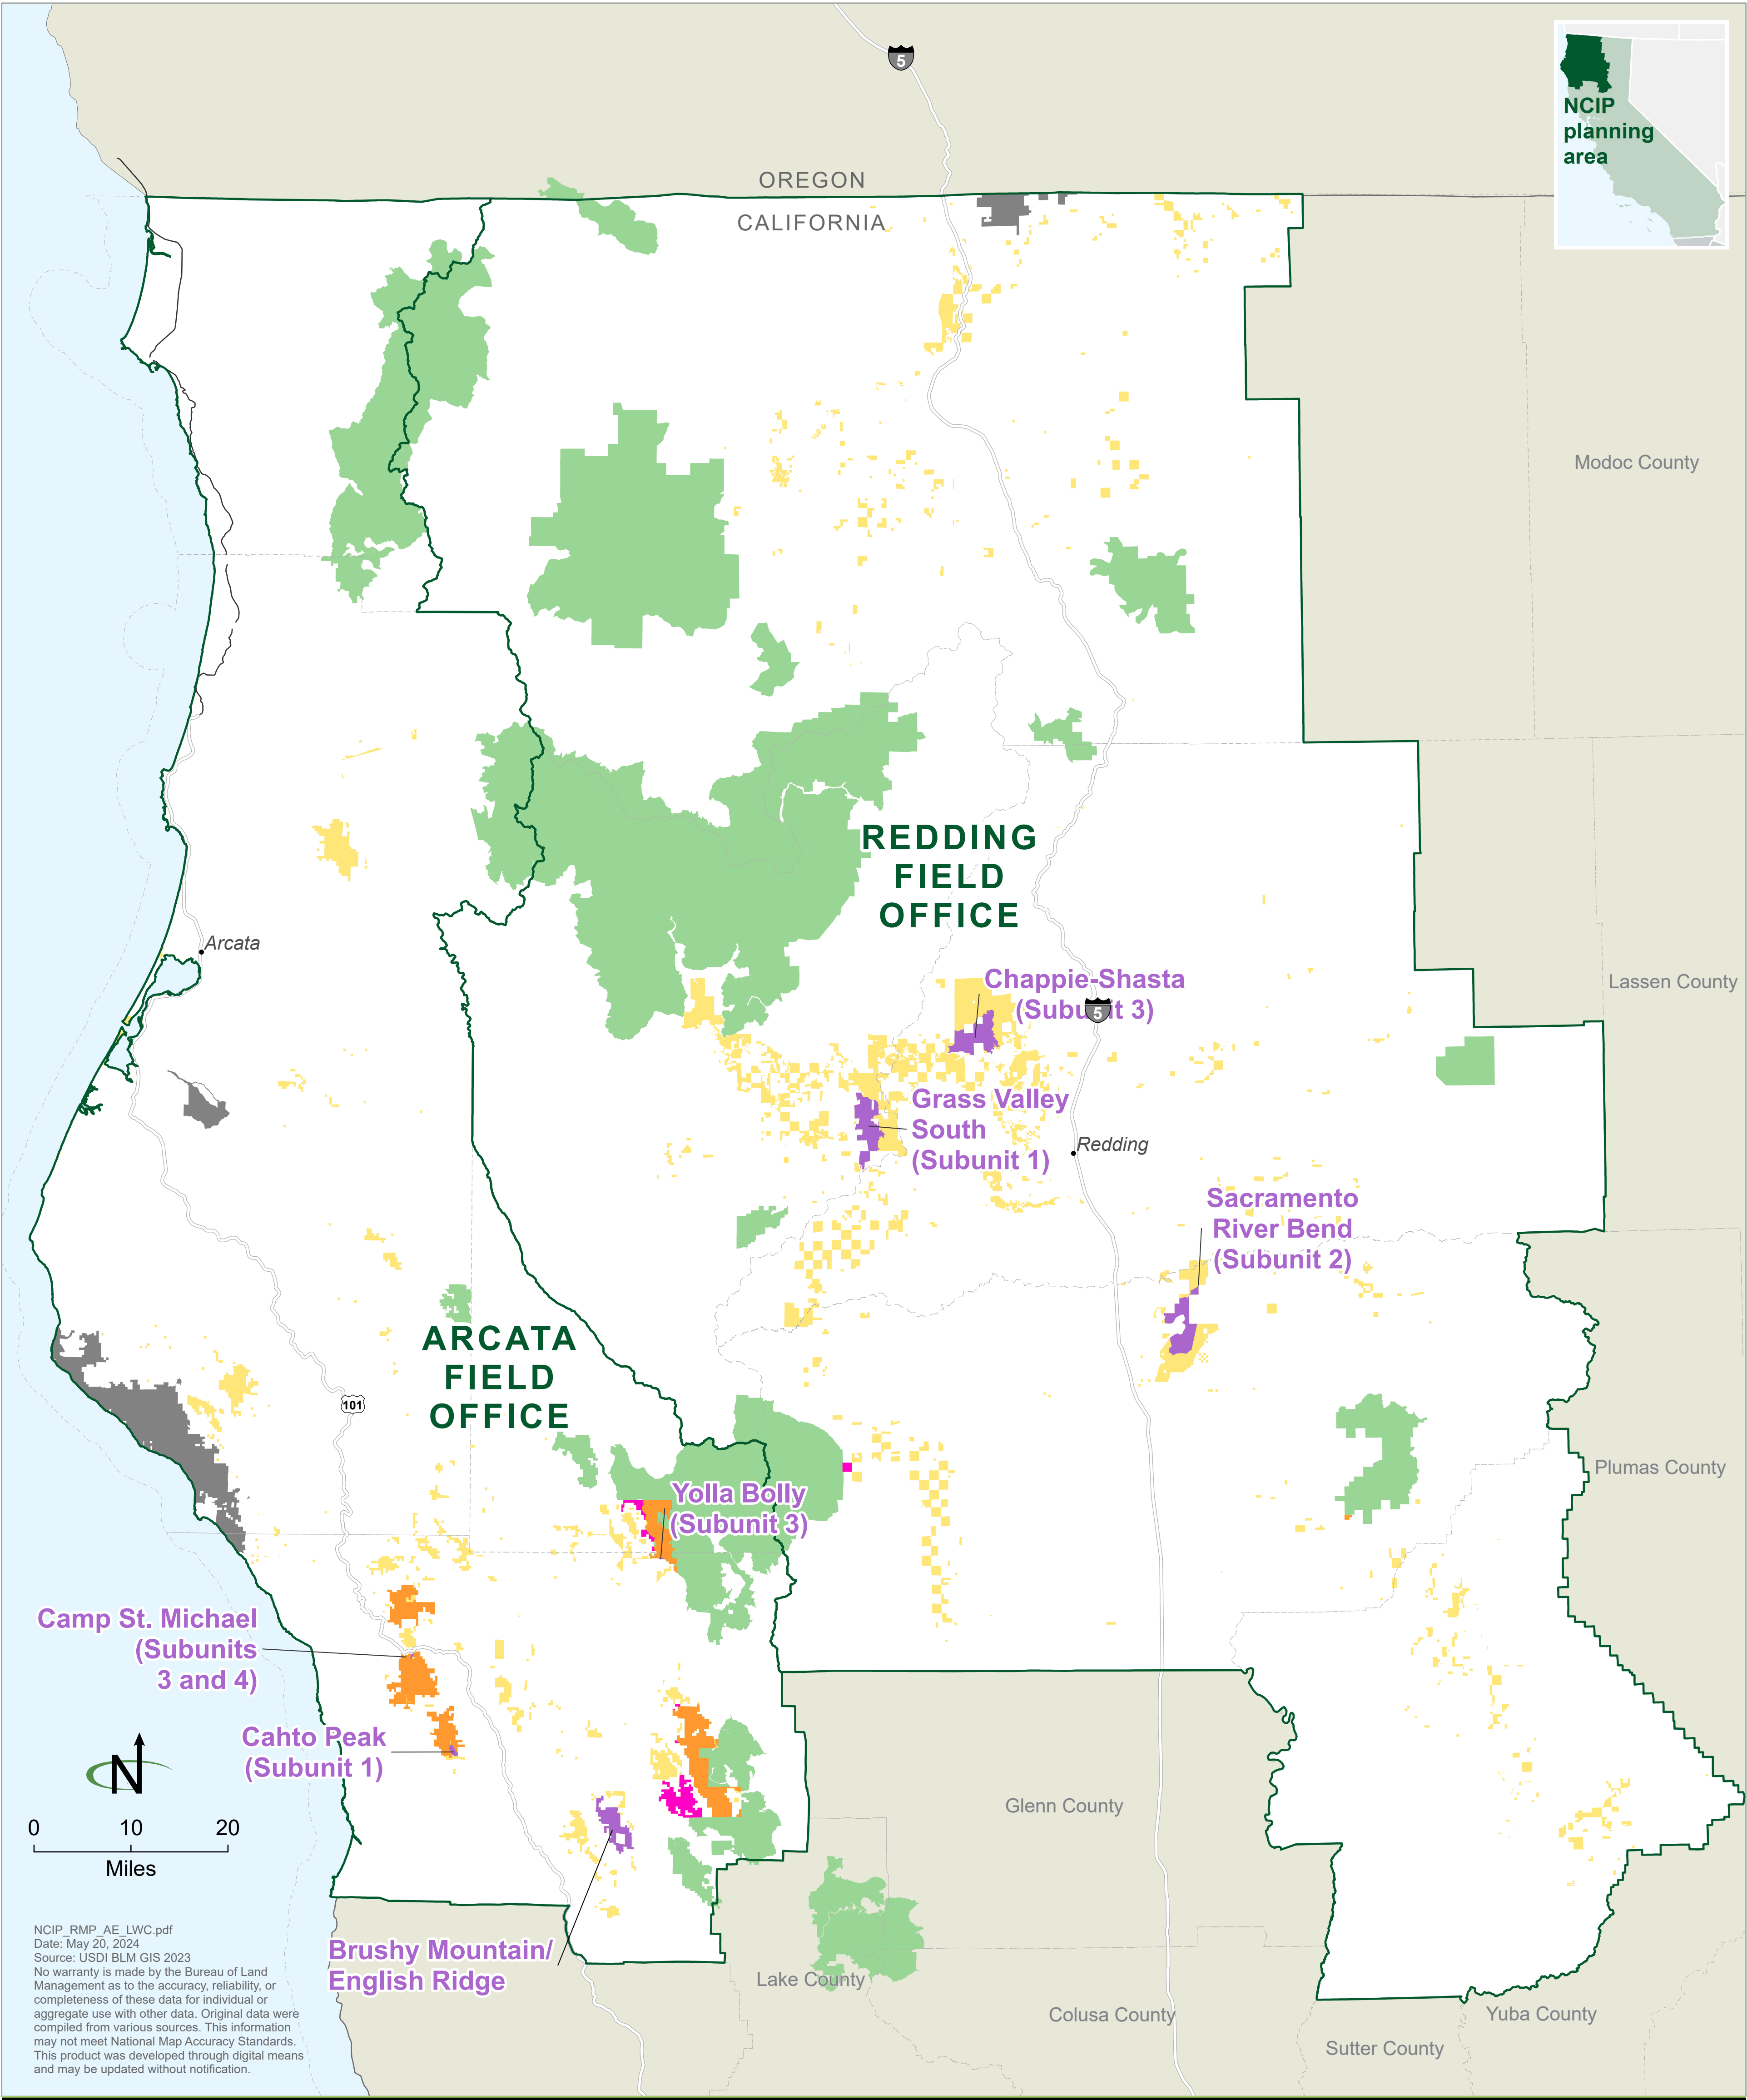 5
NCIP
planning
area
OREGON
CALIFORNIA
Modoc County
REDDING
FIELD
OFFICE
Arcata
Chappie-Shasta
(Subunit 3)
5
Lassen County
Grass Valley
South
(Subunit 1)
Redding
Sacramento
River Bend
(Subunit 2)
ARCATA
FIELD
OFFICE
101
Plumas County
Yolla Bolly
(Subunit 3)
Camp St. Michael
(Subunits
3 and 4)
Cahto Peak
(Subunit 1)
N
0 10 20
Miles
Glenn County
Brushy Mountain/
English Ridge
Lake County
Colusa County
Yuba County
Sutter County
NCIP_RMP_AE_LWC.pdf
Date: May 20, 2024
Source: USDI BLM GIS 2023
No warranty is made by the Bureau of Land
Management as to the accuracy, reliability, or
completeness of these data for individual or
aggregate use with other data. Original data were
compiled from various sources. This information
may not meet National Map Accuracy Standards.
This product was developed through digital means
and may be updated without notification.